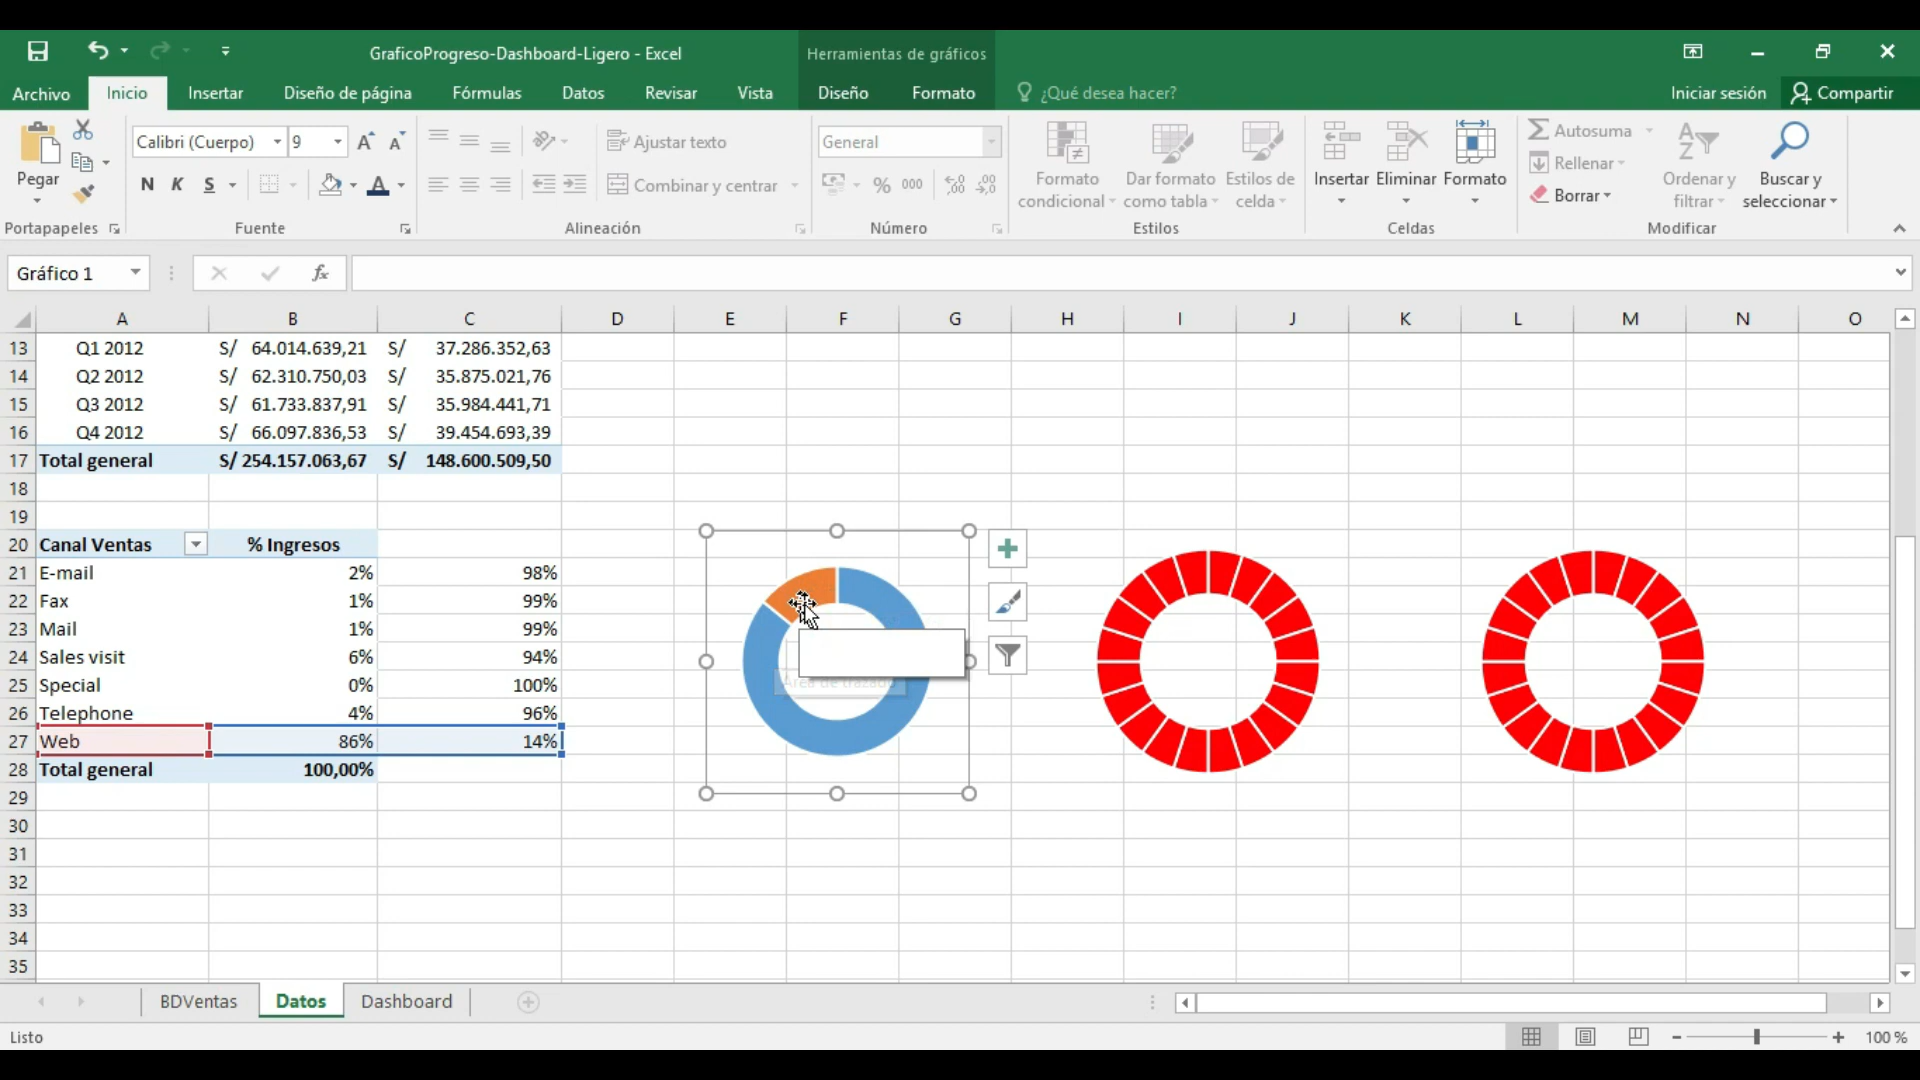 GraficoProgreso-Dashboard-Ligero - Excel
Herramientas de gráficos
Archivo Inicio Insertar Diseño de página Fórmulas Datos Revisar Vista Diseño Formato ¿Qué desea hacer? Iniciar sesión Compartir
Pegar
Calibri (Cuerpo) 9
N K S
Ajustar texto
Combinar y centrar
General
% 000
Formato condicional
Dar formato como tabla
Estilos de celda
Insertar Eliminar Formato
Autosuma
Rellenar
Borrar
Ordenar y filtrar
Buscar y seleccionar
Portapapeles Fuente Alineación Número Estilos Celdas Modificar
Gráfico 1 fx
A B C D E F G H I J K L M N O
13 Q1 2012 S/ 64.014.639,21 S/ 37.286.352,63
14 Q2 2012 S/ 62.310.750,03 S/ 35.875.021,76
15 Q3 2012 S/ 61.733.837,91 S/ 35.984.441,71
16 Q4 2012 S/ 66.097.836,53 S/ 39.454.693,39
17 Total general S/ 254.157.063,67 S/ 148.600.509,50
18
19
20 Canal Ventas % Ingresos
21 E-mail 2% 98%
22 Fax 1% 99%
23 Mail 1% 99%
24 Sales visit 6% 94%
25 Special 0% 100%
26 Telephone 4% 96%
27 Web 86% 14%
28 Total general 100,00%
29
30
31
32
33
34
35
Área de trazado
BDVentas Datos Dashboard
Listo
100 %